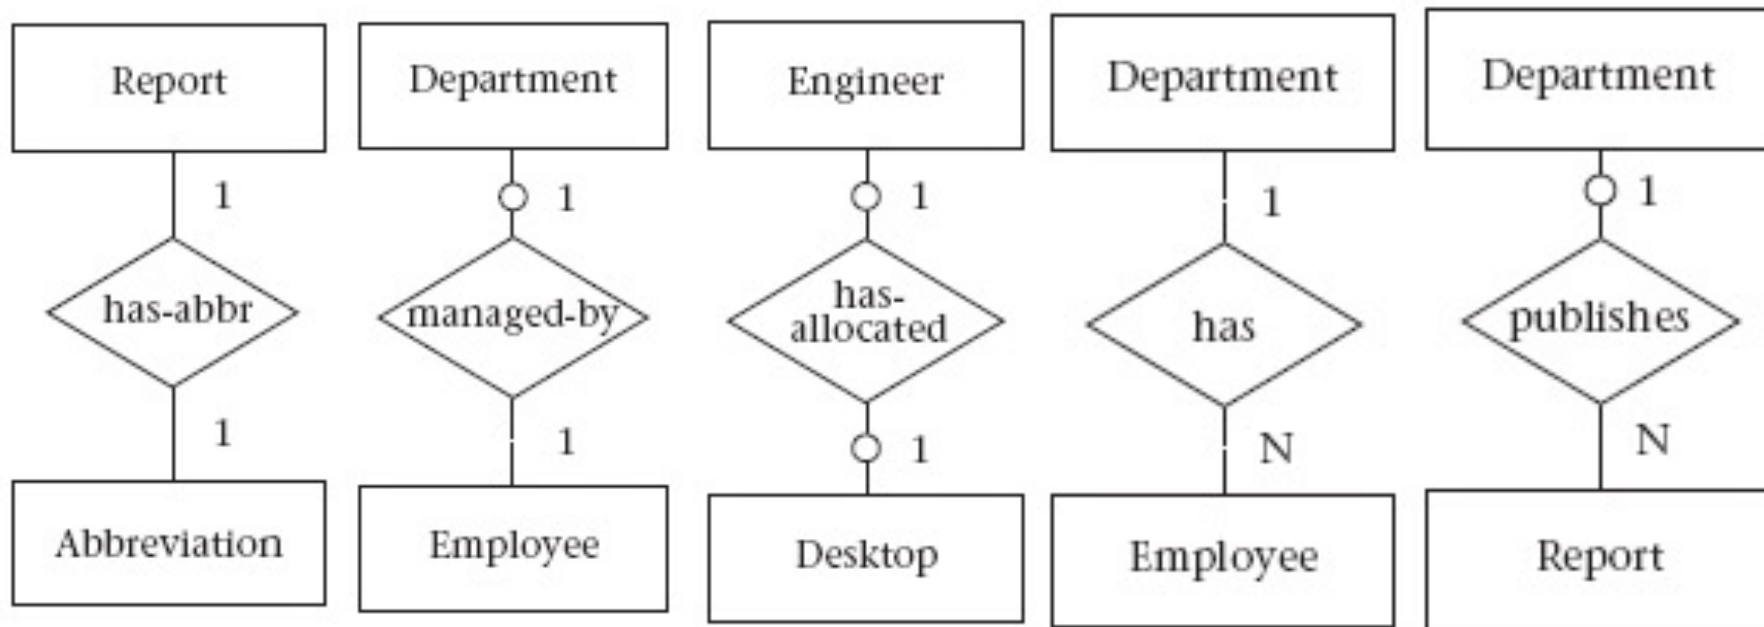 Report
1
has-abbr
1
Abbreviation
Department
1
managed-by
1
Employee
Engineer
1
has-
allocated
1
Desktop
Department
1
has
N
Employee
Department
1
publishes
N
Report